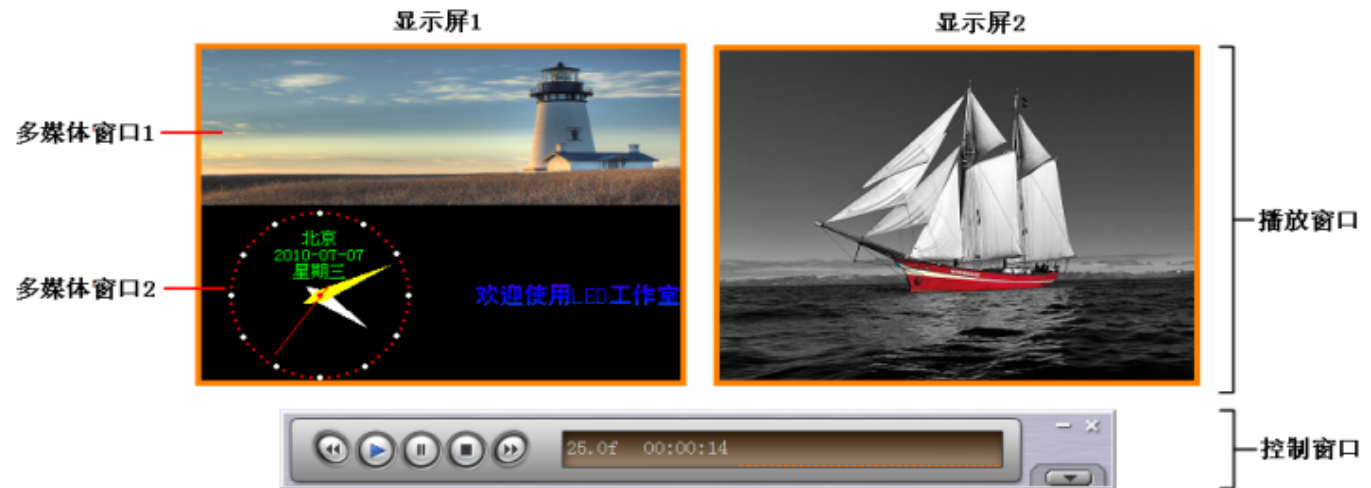 显示屏1
显示屏2
多媒体窗口1
北京
2010-07-07
星期三
多媒体窗口2
欢迎使用LED工作室
播放窗口
25.0f 00:00:14
控制窗口